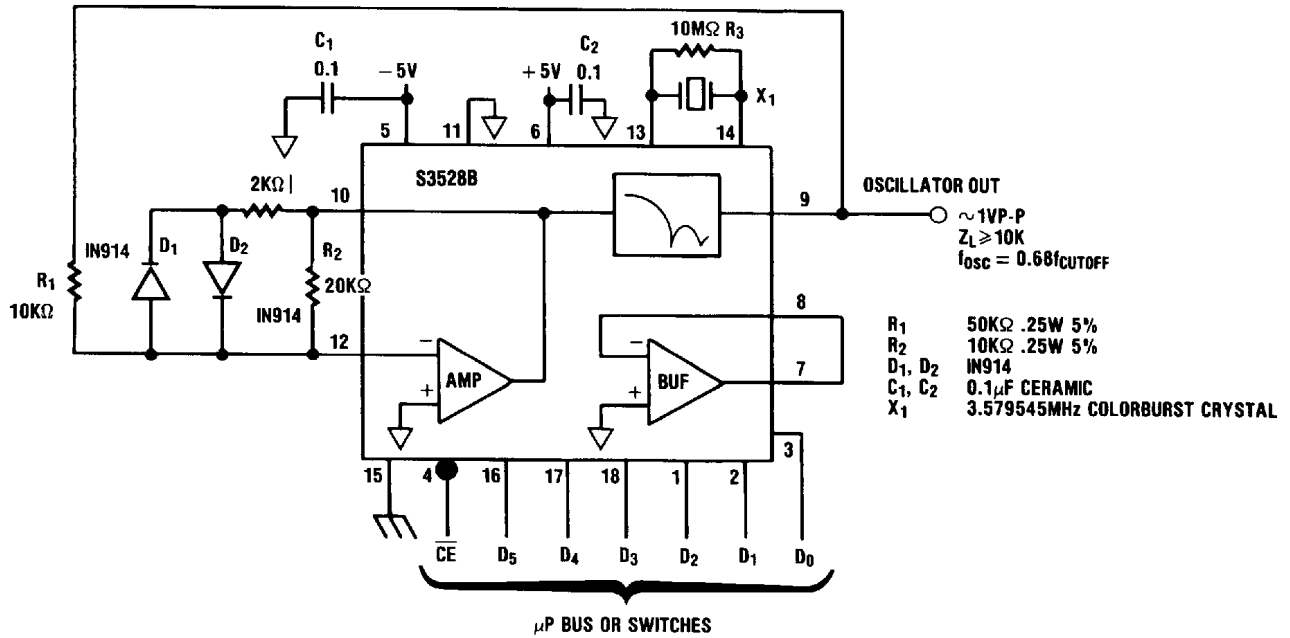 10MΩ R3
C1
0.1
−5V
+5V
C2
0.1
X1
5
11
6
13
14
S3528B
2KΩ
10
9
OSCILLATOR OUT
~1VP-P
ZL ⩾ 10K
fOSC = 0.68fCUTOFF
IN914
D1
D2
R2
20KΩ
R1
10KΩ
IN914
12
−
+
AMP
−
+
BUF
8
7
3
R1 50KΩ .25W 5%
R2 10KΩ .25W 5%
D1, D2 IN914
C1, C2 0.1μF CERAMIC
X1 3.579545MHz COLORBURST CRYSTAL
15
4
16
17
18
1
2
C̅E̅
D5
D4
D3
D2
D1
D0
μP BUS OR SWITCHES